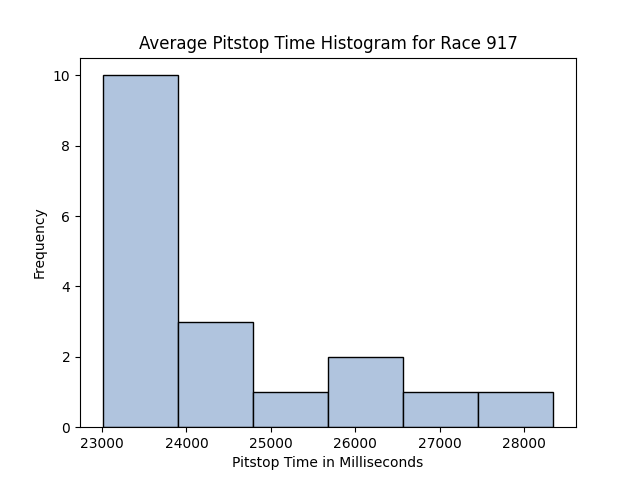 Average Pitstop Time Histogram for Race 917
10
8
6
4
2
0
Frequency
23000 24000 25000 26000 27000 28000
Pitstop Time in Milliseconds